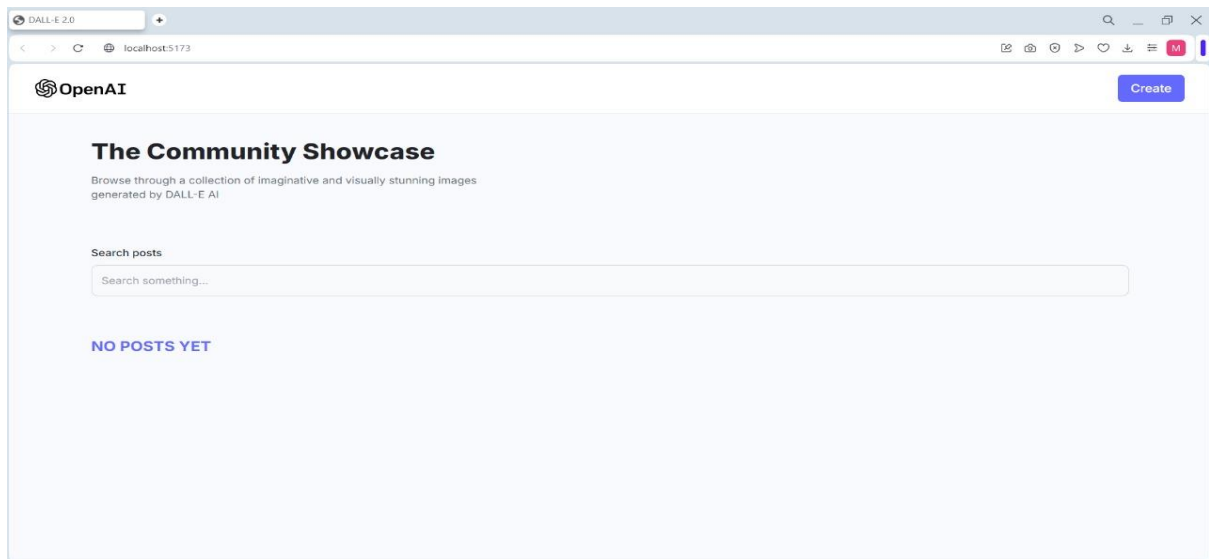 DALL-E 2.0
localhost:5173
M
OpenAI
Create
The Community Showcase
Browse through a collection of imaginative and visually stunning images
generated by DALL-E AI
Search posts
Search something...
NO POSTS YET